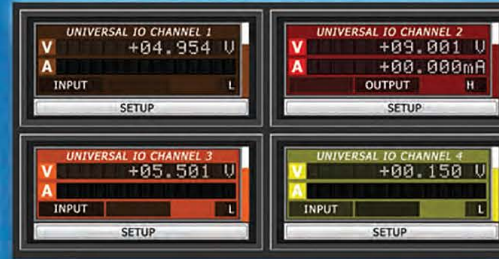 UNIVERSAL IO CHANNEL 1
V +04.954 V
A
INPUT L
SETUP
UNIVERSAL IO CHANNEL 2
V +09.001 V
A +00.000mA
OUTPUT H
SETUP
UNIVERSAL IO CHANNEL 3
V +05.501 V
A
INPUT L
SETUP
UNIVERSAL IO CHANNEL 4
V +00.150 V
A
INPUT L
SETUP